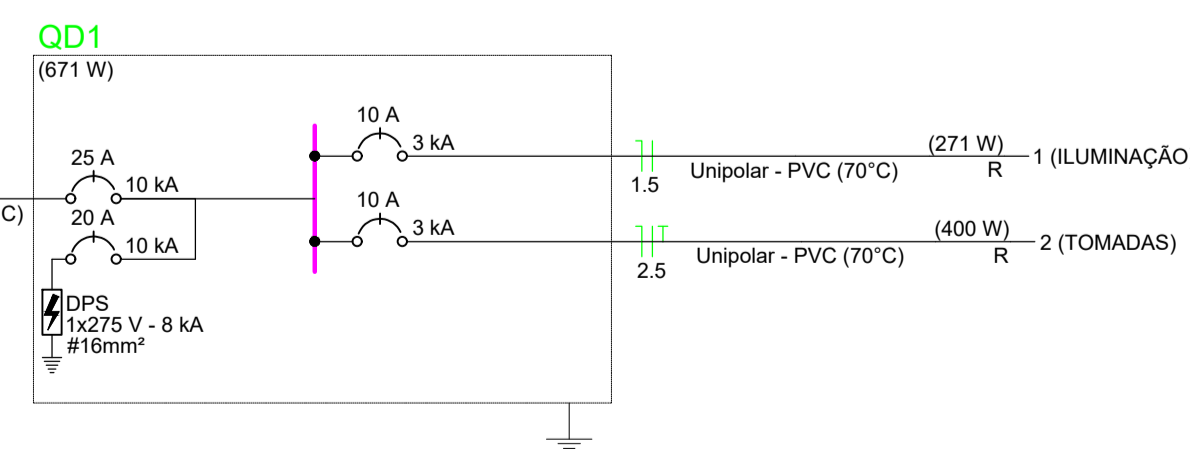 QD1
(671 W)
25 A
10 kA
C)
20 A
10 kA
DPS
1x275 V - 8 kA
#16mm²
10 A
3 kA
1.5
Unipolar - PVC (70°C)
(271 W)
R
1 (ILUMINAÇÃO
10 A
3 kA
2.5
Unipolar - PVC (70°C)
(400 W)
R
2 (TOMADAS)